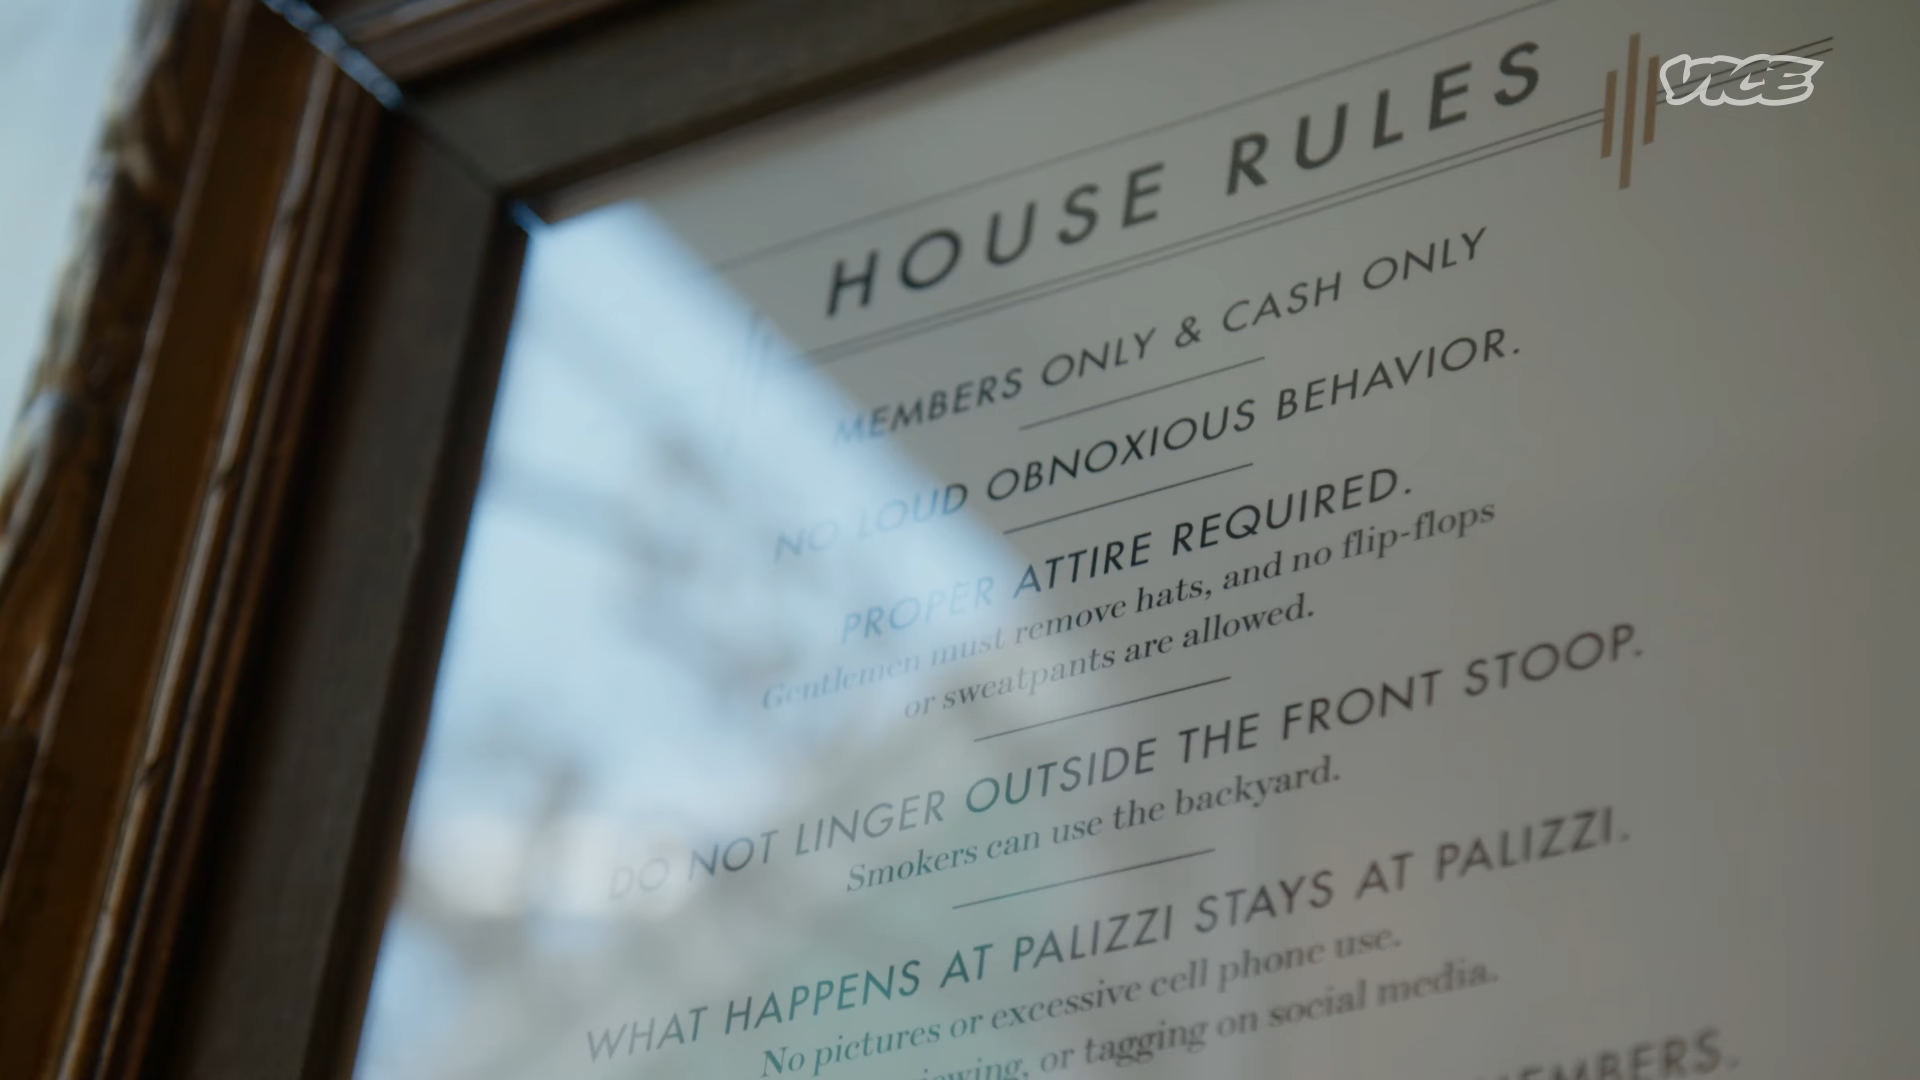 VICE
HOUSE RULES
MEMBERS ONLY & CASH ONLY
NO LOUD OBNOXIOUS BEHAVIOR.
PROPER ATTIRE REQUIRED.
Gentlemen must remove hats, and no flip-flops
or sweatpants are allowed.
DO NOT LINGER OUTSIDE THE FRONT STOOP.
Smokers can use the backyard.
WHAT HAPPENS AT PALIZZI STAYS AT PALIZZI.
No pictures or excessive cell phone use.
or tagging on social media.
MEMBERS.